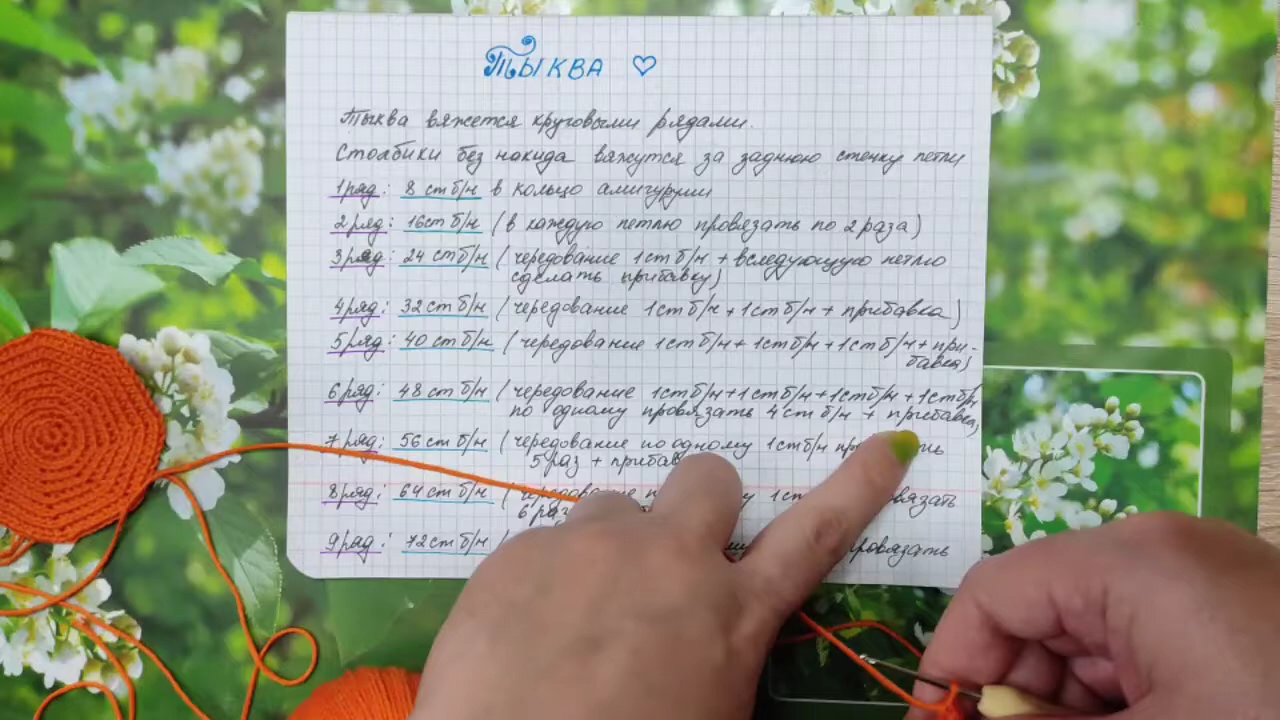 Тыква ♡
Тыква вяжется круговыми рядами.
Столбики без накида вяжутся за заднюю стенку петли
1 ряд: 8 ст б/н в кольцо амигуруми
2 ряд: 16 ст б/н (в каждую петлю провязать по 2 раза)
3 ряд: 24 ст б/н (чередование 1 ст б/н + в следующую петлю
сделать прибавку)
4 ряд: 32 ст б/н (чередование 1 ст б/н + 1 ст б/н + прибавка)
5 ряд: 40 ст б/н (чередование 1 ст б/н + 1 ст б/н + 1 ст б/н + при-
бавка)
6 ряд: 48 ст б/н (чередование 1 ст б/н + 1 ст б/н + 1 ст б/н + 1 ст б/н,
по одному провязать 4 ст б/н + прибавка)
7 ряд: 56 ст б/н (чередование по одному 1 ст б/н
5 раз +
8 ряд: 64 ст б/н (чередование
6 раз
9 ряд: 72 ст б/н ( провязать